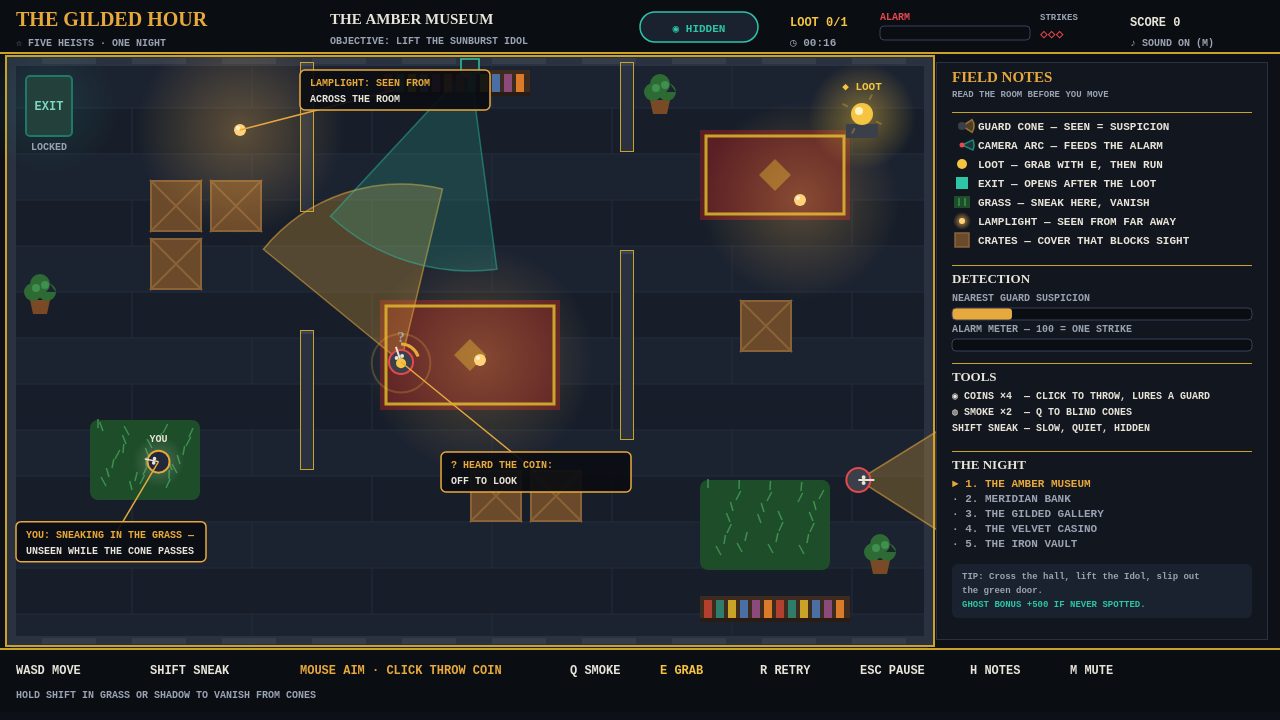 THE GILDED HOUR
☆ FIVE HEISTS · ONE NIGHT
THE AMBER MUSEUM
OBJECTIVE: LIFT THE SUNBURST IDOL
◉ HIDDEN
LOOT 0/1
◷ 00:16
ALARM
STRIKES
◇◇◇
SCORE 0
♪ SOUND ON (M)
EXIT
LOCKED
LAMPLIGHT: SEEN FROM
ACROSS THE ROOM
◆ LOOT
?
YOU
? HEARD THE COIN:
OFF TO LOOK
YOU: SNEAKING IN THE GRASS —
UNSEEN WHILE THE CONE PASSES
FIELD NOTES
READ THE ROOM BEFORE YOU MOVE
GUARD CONE — SEEN = SUSPICION
CAMERA ARC — FEEDS THE ALARM
LOOT — GRAB WITH E, THEN RUN
EXIT — OPENS AFTER THE LOOT
GRASS — SNEAK HERE, VANISH
LAMPLIGHT — SEEN FROM FAR AWAY
CRATES — COVER THAT BLOCKS SIGHT
DETECTION
NEAREST GUARD SUSPICION
ALARM METER — 100 = ONE STRIKE
TOOLS
◉ COINS ×4 — CLICK TO THROW, LURES A GUARD
◍ SMOKE ×2 — Q TO BLIND CONES
SHIFT SNEAK — SLOW, QUIET, HIDDEN
THE NIGHT
► 1. THE AMBER MUSEUM
· 2. MERIDIAN BANK
· 3. THE GILDED GALLERY
· 4. THE VELVET CASINO
· 5. THE IRON VAULT
TIP: Cross the hall, lift the Idol, slip out
the green door.
GHOST BONUS +500 IF NEVER SPOTTED.
WASD MOVE
SHIFT SNEAK
MOUSE AIM · CLICK THROW COIN
Q SMOKE
E GRAB
R RETRY
ESC PAUSE
H NOTES
M MUTE
HOLD SHIFT IN GRASS OR SHADOW TO VANISH FROM CONES